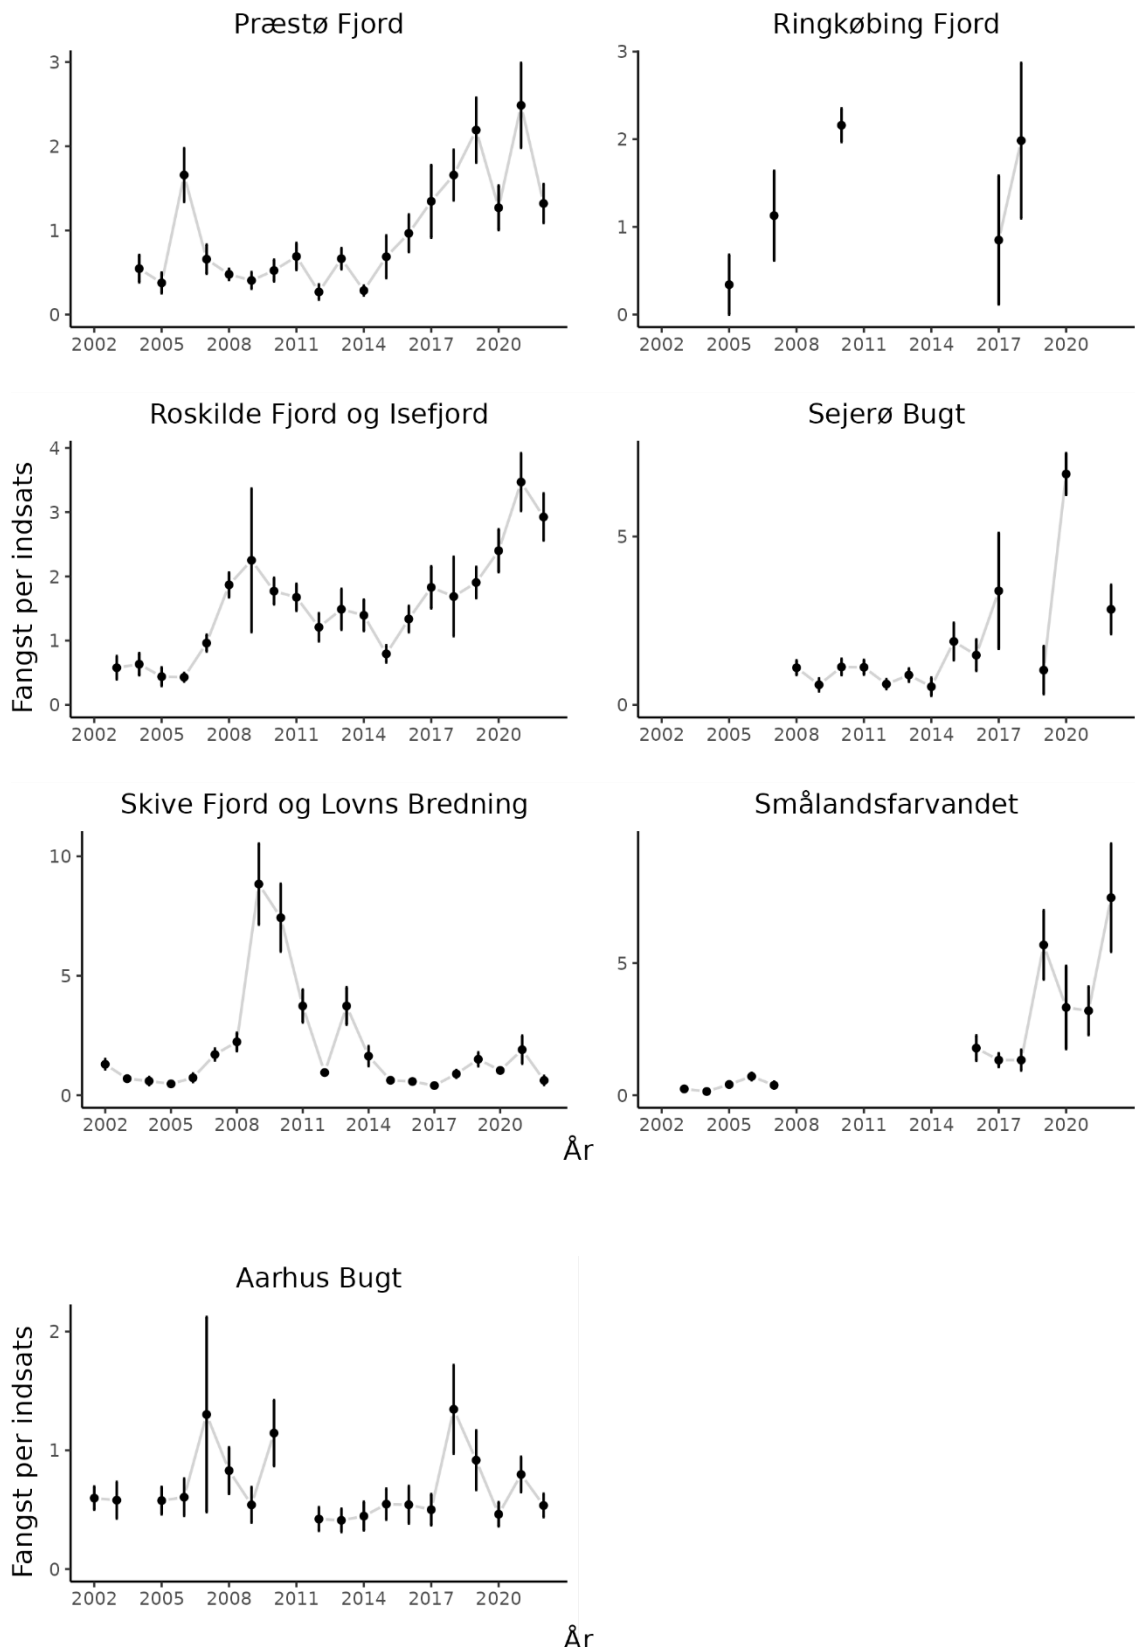 Præstø Fjord
3
2
1
0
2002 2005 2008 2011 2014 2017 2020
Ringkøbing Fjord
3
2
1
0
2002 2005 2008 2011 2014 2017 2020
Fangst per indsats
Roskilde Fjord og Isefjord
4
3
2
1
0
2002 2005 2008 2011 2014 2017 2020
Sejerø Bugt
5
0
2002 2005 2008 2011 2014 2017 2020
Skive Fjord og Lovns Bredning
10
5
0
2002 2005 2008 2011 2014 2017 2020
Smålandsfarvandet
5
0
2002 2005 2008 2011 2014 2017 2020
År
Aarhus Bugt
Fangst per indsats
2
1
0
2002 2005 2008 2011 2014 2017 2020
År